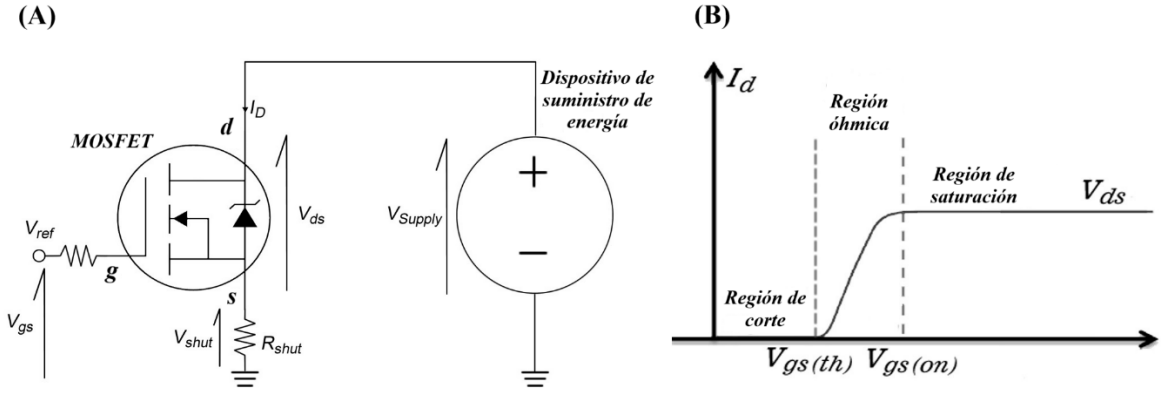 (A)
Dispositivo de
suministro de
energía
I_D
d
MOSFET
+
V_ds
V_Supply
V_ref
−
g
s
V_gs
V_shut
R_shut
(B)
I_d
Región
óhmica
Región de
saturación
V_ds
Región de
corte
V_gs(th)
V_gs(on)